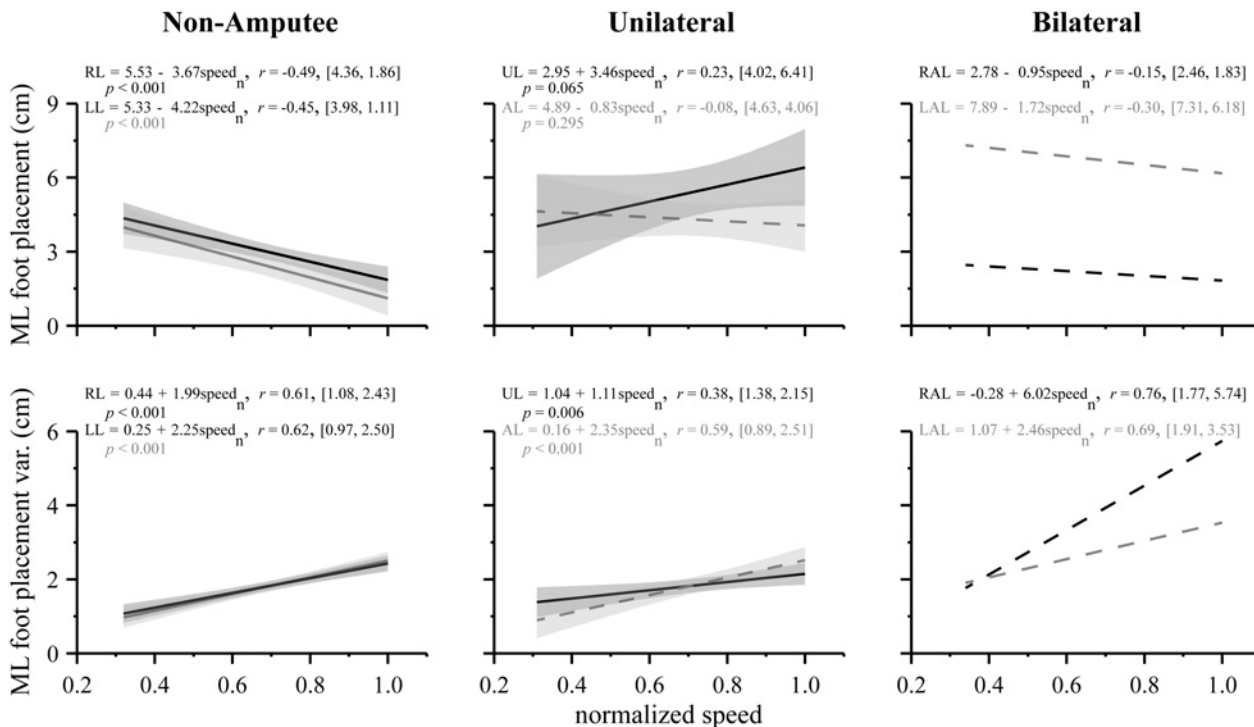 Non-Amputee
Unilateral
Bilateral
RL = 5.53 - 3.67speedn, r = -0.49, [4.36, 1.86]
p < 0.001
LL = 5.33 - 4.22speedn, r = -0.45, [3.98, 1.11]
p < 0.001
UL = 2.95 + 3.46speedn, r = 0.23, [4.02, 6.41]
p = 0.065
AL = 4.89 - 0.83speedn, r = -0.08, [4.63, 4.06]
p = 0.295
RAL = 2.78 - 0.95speedn, r = -0.15, [2.46, 1.83]
LAL = 7.89 - 1.72speedn, r = -0.30, [7.31, 6.18]
ML foot placement (cm)
9
6
3
0
RL = 0.44 + 1.99speedn, r = 0.61, [1.08, 2.43]
p < 0.001
LL = 0.25 + 2.25speedn, r = 0.62, [0.97, 2.50]
p < 0.001
UL = 1.04 + 1.11speedn, r = 0.38, [1.38, 2.15]
p = 0.006
AL = 0.16 + 2.35speedn, r = 0.59, [0.89, 2.51]
p < 0.001
RAL = -0.28 + 6.02speedn, r = 0.76, [1.77, 5.74]
LAL = 1.07 + 2.46speedn, r = 0.69, [1.91, 3.53]
ML foot placement var. (cm)
6
4
2
0
0.2 0.4 0.6 0.8 1.0
0.2 0.4 0.6 0.8 1.0
0.2 0.4 0.6 0.8 1.0
normalized speed